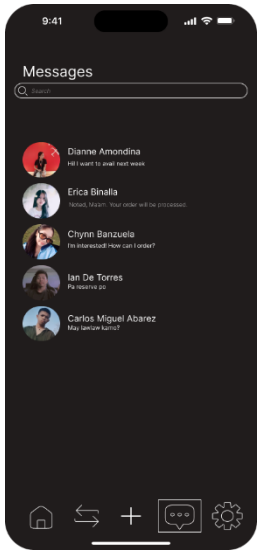 9:41
Messages
Search
Dianne Amondina
Hi! I want to avail next week
Erica Binalla
Noted, Ma'am. Your order will be processed.
Chynn Banzuela
I'm interested! How can I order?
Ian De Torres
Pa reserve po
Carlos Miguel Abarez
May lawlaw kamo?